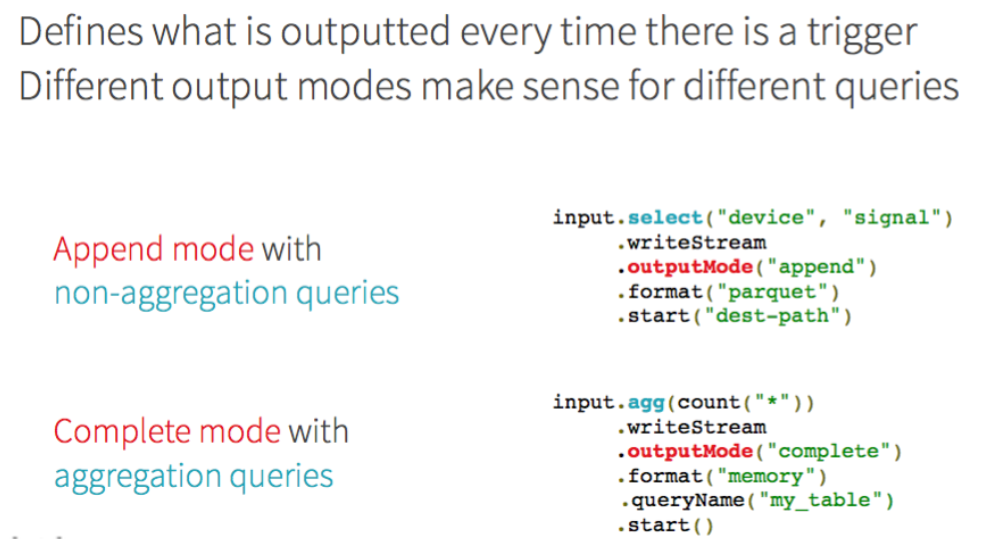 Defines what is outputted every time there is a trigger
Different output modes make sense for different queries
Append mode with
non-aggregation queries
input.select("device", "signal")
.writeStream
.outputMode("append")
.format("parquet")
.start("dest-path")
Complete mode with
aggregation queries
input.agg(count("*"))
.writeStream
.outputMode("complete")
.format("memory")
.queryName("my_table")
.start()